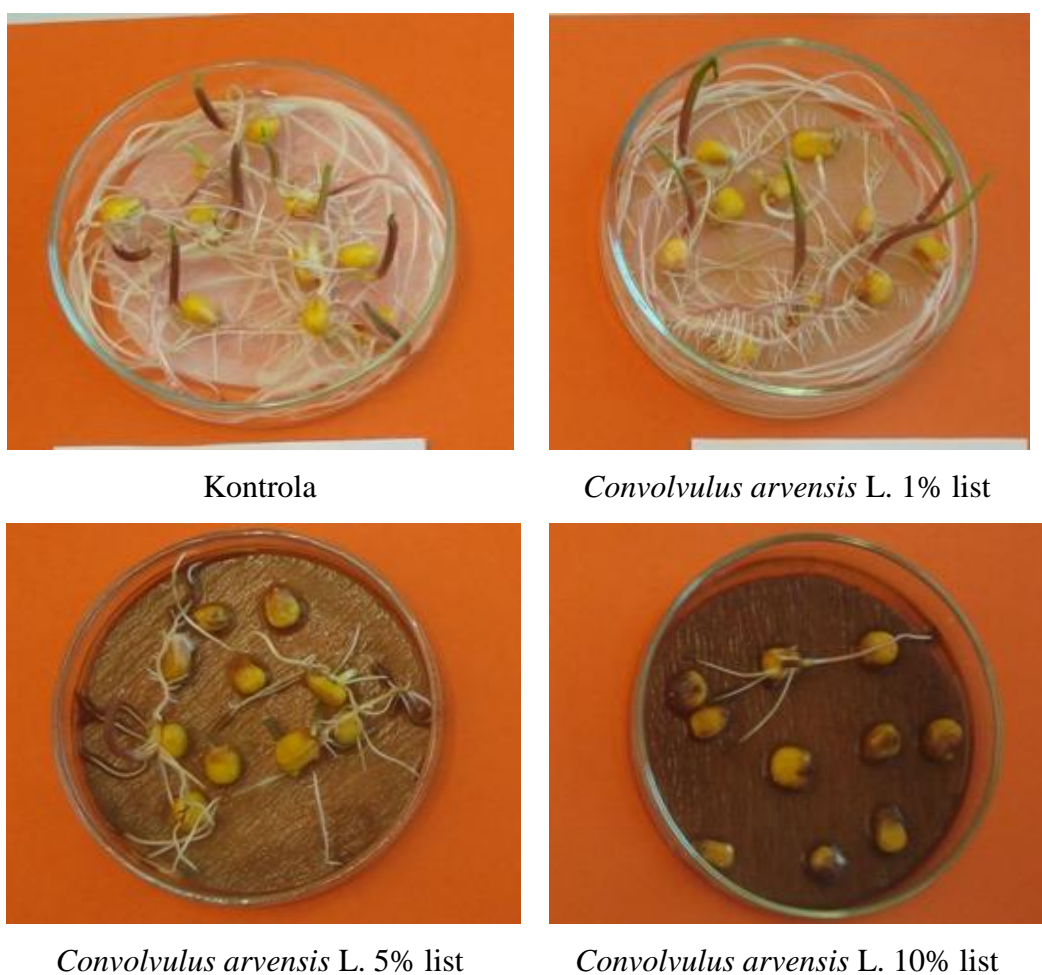 Kontrola
Convolvulus arvensis L. 1% list
Convolvulus arvensis L. 5% list
Convolvulus arvensis L. 10% list